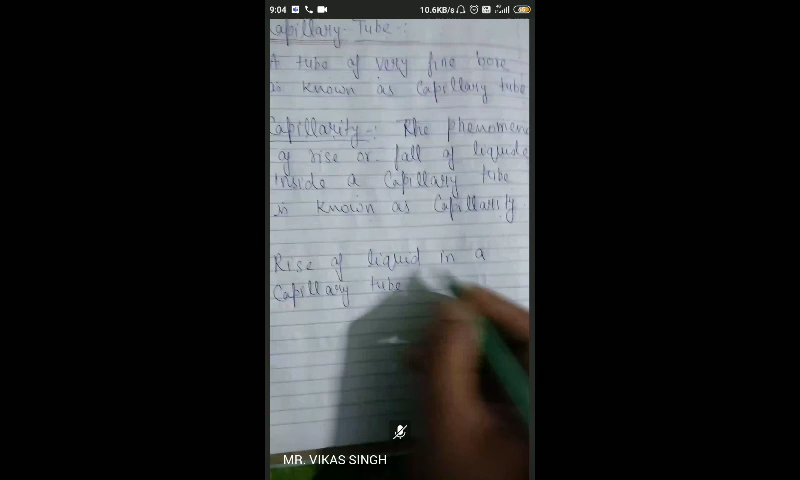 9:04 10.6KB/s
Capillary Tube :
A tube of very fine bore
is known as Capillary tube
Capillarity : The phenomen
of rise or fall of liquide
inside a Capillary tube
is known as Capillarity
Rise of liquid in a
Capillary tube
MR. VIKAS SINGH